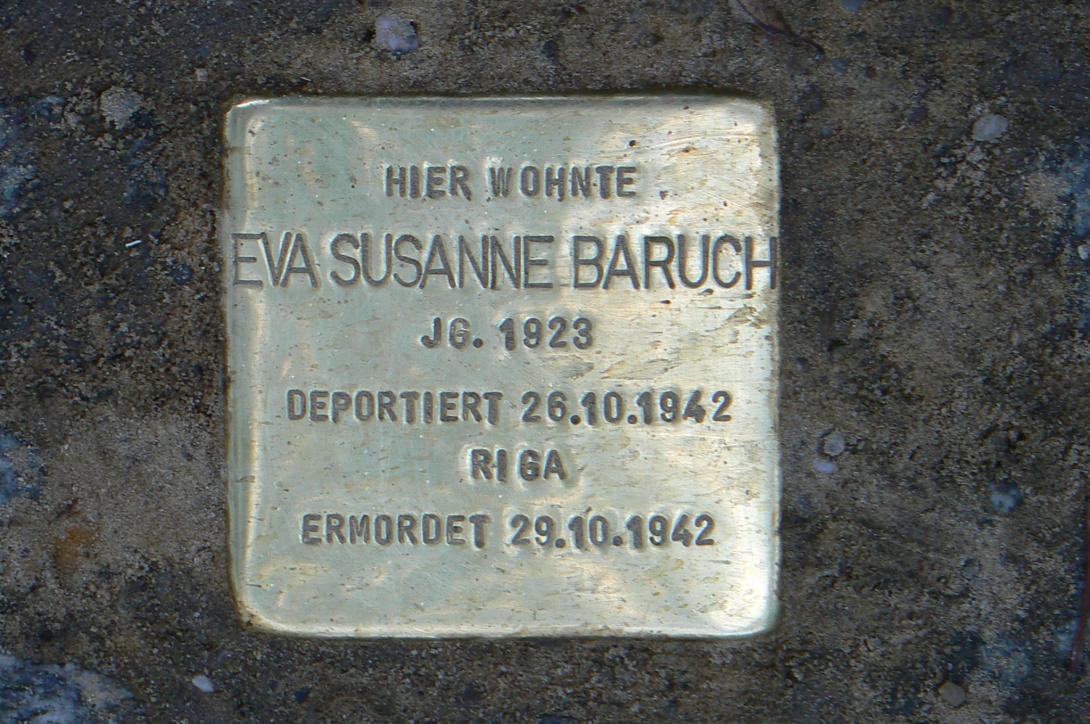 HIER WOHNTE
EVA SUSANNE BARUCH
JG. 1923
DEPORTIERT 26.10.1942
RIGA
ERMORDET 29.10.1942